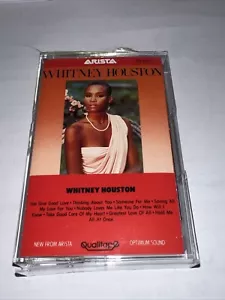 ARISTA
WHITNEY HOUSTON
WHITNEY HOUSTON
You Give Good Love • Thinking About You • Someone For Me • Saving All
My Love For You • Nobody Loves Me Like You Do • How Will I
Know • Take Good Care Of My Heart • Greatest Love Of All • Hold Me
All At Once
NEW FROM ARISTA
Qualitape
OPTIMUM SOUND